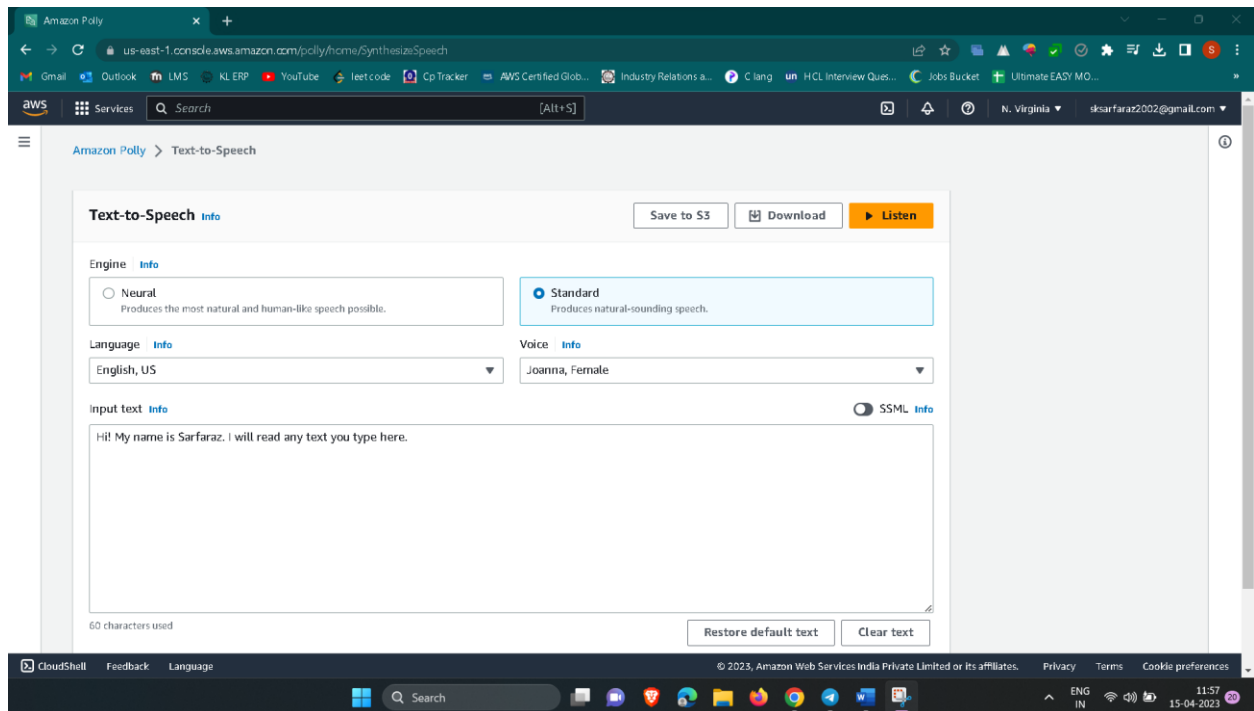 Amazon Polly
us-east-1.console.aws.amazon.com/polly/home/SynthesizeSpeech
S
Gmail Outlook LMS KL ERP YouTube leetcode Cp Tracker AWS Certified Glob... Industry Relations a... C lang un HCL Interview Ques... Jobs Bucket Ultimate EASY MO... »
aws Services Search [Alt+S] N. Virginia sksarfaraz2002@gmail.com
Amazon Polly > Text-to-Speech
Text-to-Speech Info Save to S3 Download Listen
Engine Info
Neural Standard
Produces the most natural and human-like speech possible. Produces natural-sounding speech.
Language Info Voice Info
English, US Joanna, Female
Input text Info SSML Info
Hi! My name is Sarfaraz. I will read any text you type here.
60 characters used
Restore default text Clear text
CloudShell Feedback Language © 2023, Amazon Web Services India Private Limited or its affiliates. Privacy Terms Cookie preferences
Search ENG 11:57
IN 15-04-2023 20